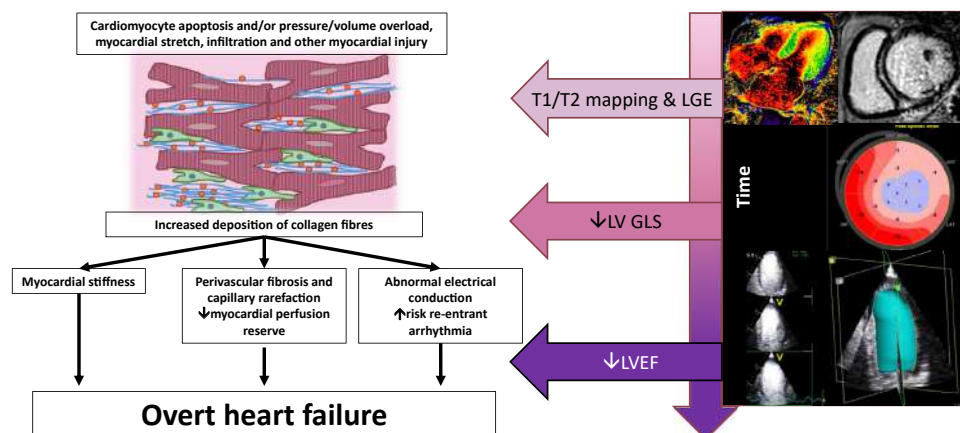 Cardiomyocyte apoptosis and/or pressure/volume overload,
myocardial stretch, infiltration and other myocardial injury
Increased deposition of collagen fibres
Myocardial stiffness
Perivascular fibrosis and
capillary rarefaction
↓myocardial perfusion
reserve
Abnormal electrical
conduction
↑risk re-entrant
arrhythmia
Overt heart failure
T1/T2 mapping & LGE
↓LV GLS
↓LVEF
Time
V
V